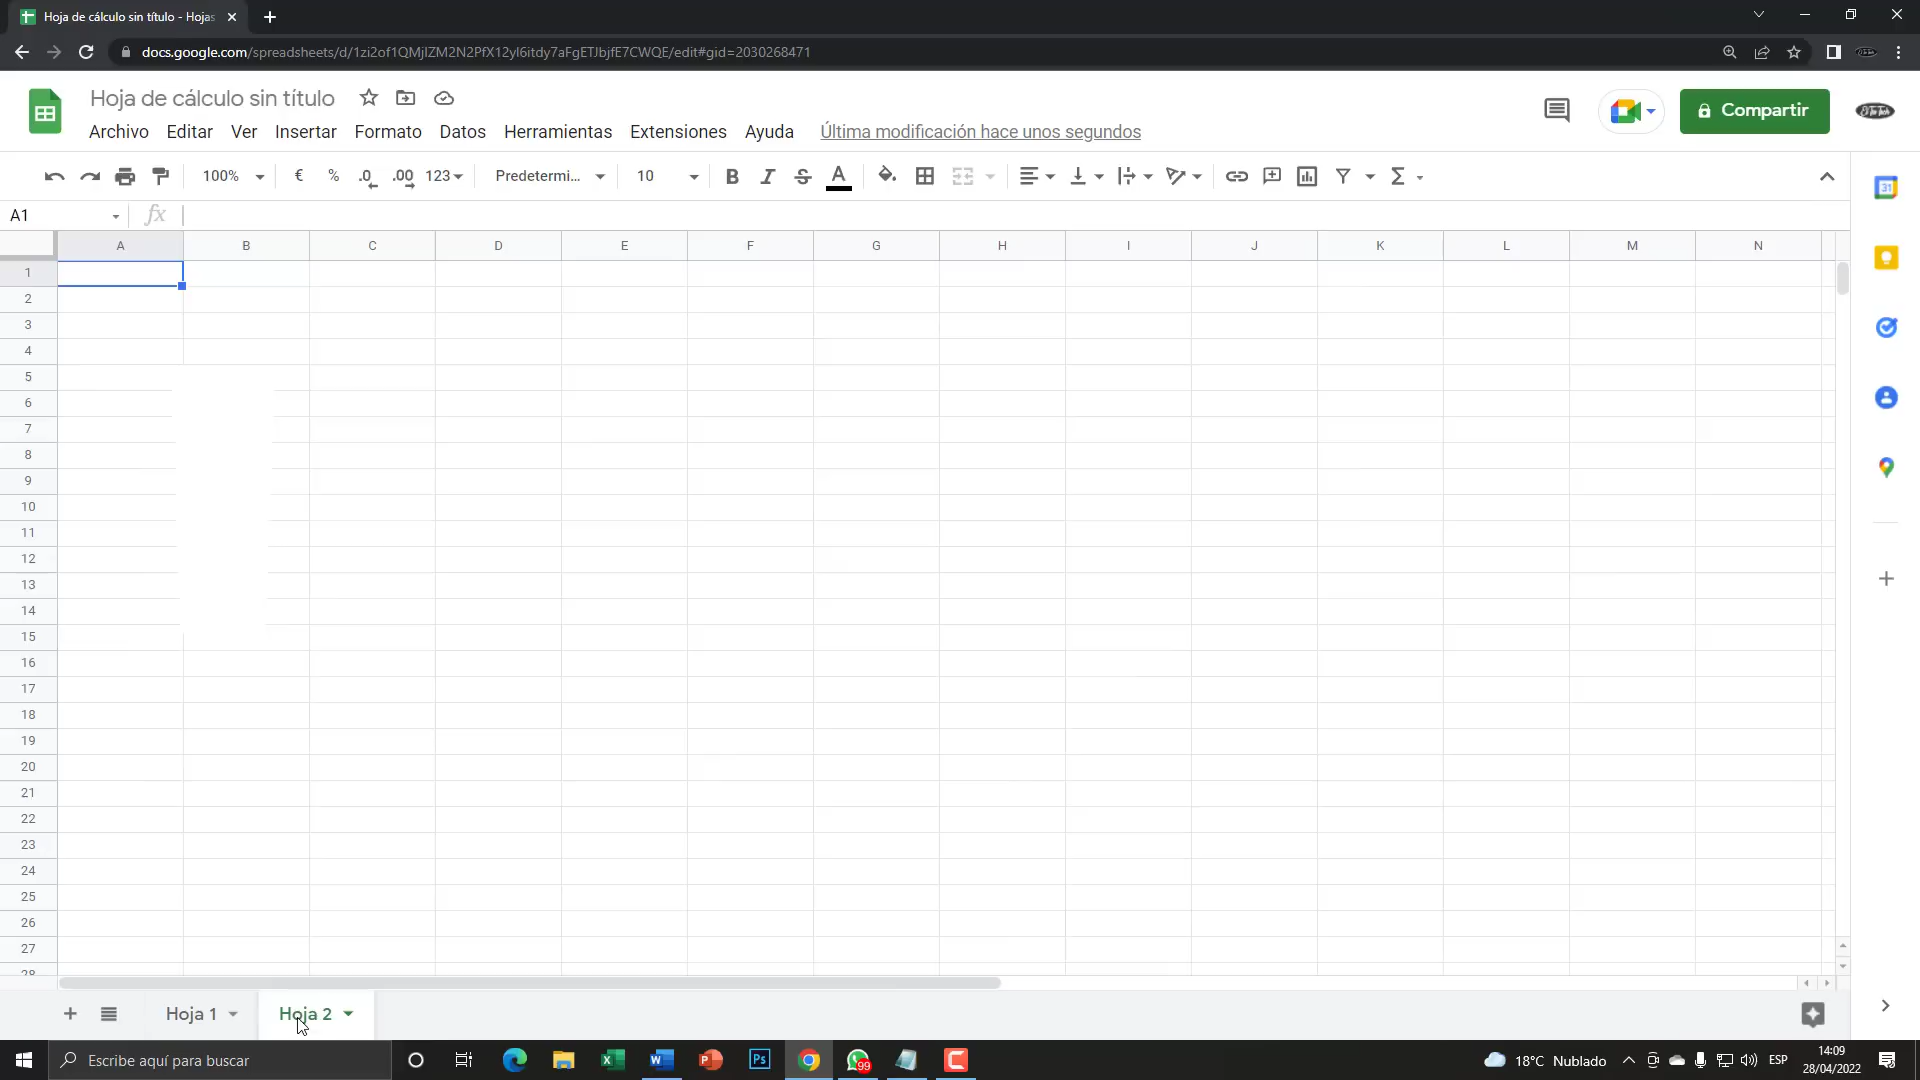 Hoja de cálculo sin título - Hojas
docs.google.com/spreadsheets/d/1zi2of1QMjIZM2N2PfX12yl6itdy7aFgETJbjfE7CWQE/edit#gid=2030268471
Hoja de cálculo sin título
Archivo Editar Ver Insertar Formato Datos Herramientas Extensiones Ayuda Última modificación hace unos segundos
Compartir
100% € % .0 .00 123 Predetermi... 10 B I S A Σ
31
A1 fx
A B C D E F G H I J K L M N
1
2
3
4
5
6
7
8
9
10
11
12
13
14
15
16
17
18
19
20
21
22
23
24
25
26
27
28
Hoja 1 Hoja 2
Escribe aquí para buscar
Ps
99
18°C Nublado
ESP
14:09
28/04/2022